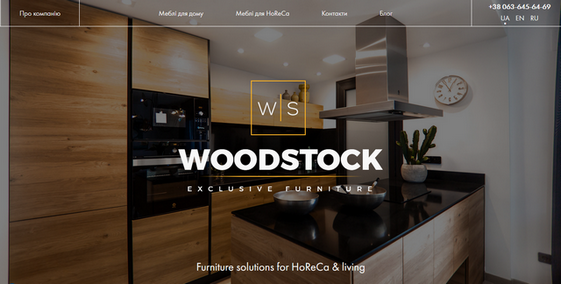 Про компанію
Меблі для дому
Меблі для HoReCa
Контакти
Блог
+38 063-645-64-69
UA EN RU
W S
WOODSTOCK
EXCLUSIVE FURNITURE
Furniture solutions for HoReCa & living